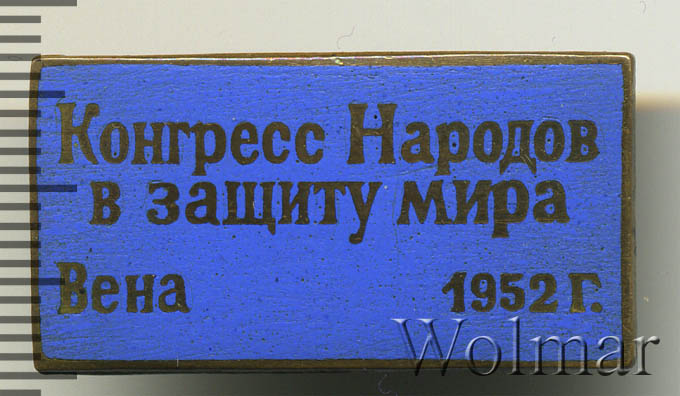 Конгресс Народов
в защиту мира
Вена 1952 Г.
Wolmar